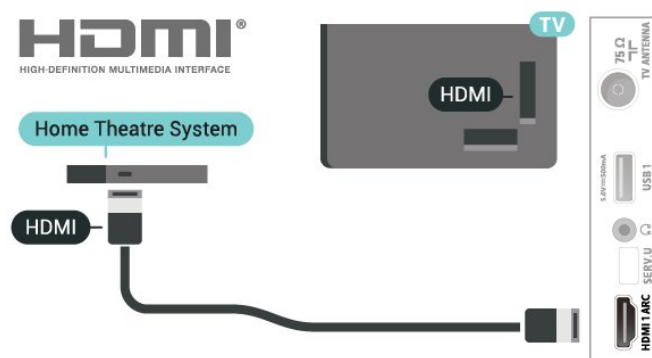 HDMI®
HIGH-DEFINITION MULTIMEDIA INTERFACE
TV
HDMI
Home Theatre System
HDMI
75 Ω
TV ANTENNA
5.0V⎓500mA
USB 1
SERV.U
HDMI 1 ARC